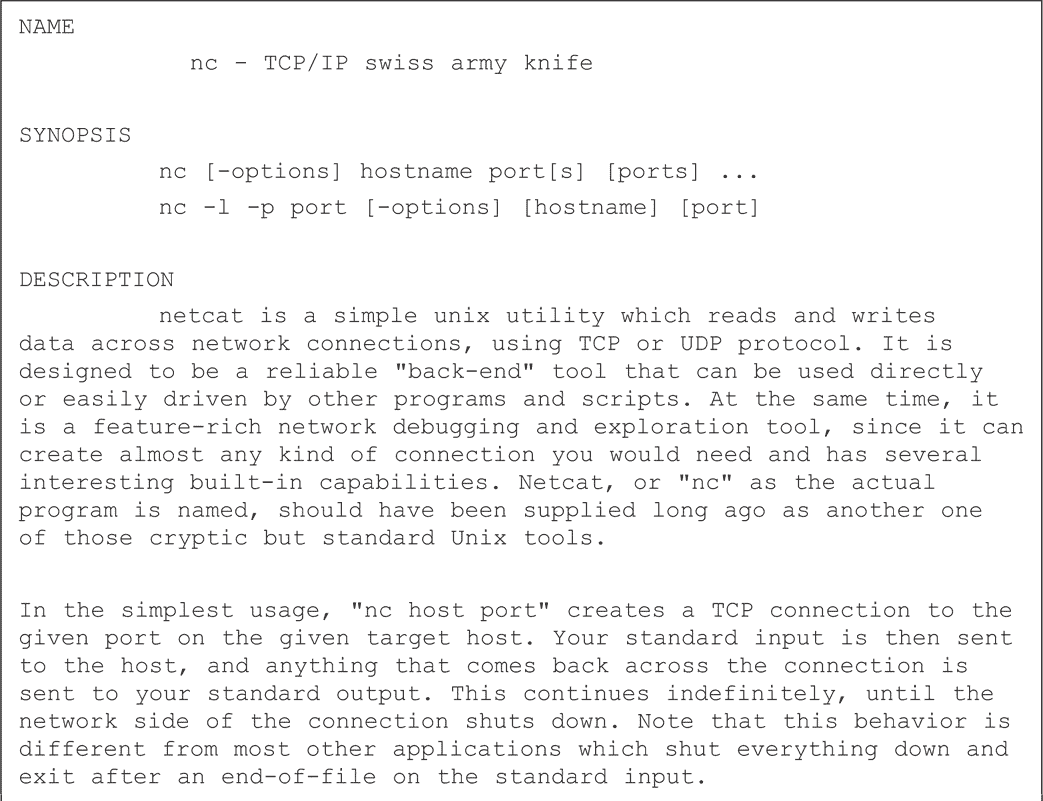 NAME
nc - TCP/IP swiss army knife
SYNOPSIS
nc [-options] hostname port[s] [ports] ...
nc -l -p port [-options] [hostname] [port]
DESCRIPTION
netcat is a simple unix utility which reads and writes
data across network connections, using TCP or UDP protocol. It is
designed to be a reliable "back-end" tool that can be used directly
or easily driven by other programs and scripts. At the same time, it
is a feature-rich network debugging and exploration tool, since it can
create almost any kind of connection you would need and has several
interesting built-in capabilities. Netcat, or "nc" as the actual
program is named, should have been supplied long ago as another one
of those cryptic but standard Unix tools.
In the simplest usage, "nc host port" creates a TCP connection to the
given port on the given target host. Your standard input is then sent
to the host, and anything that comes back across the connection is
sent to your standard output. This continues indefinitely, until the
network side of the connection shuts down. Note that this behavior is
different from most other applications which shut everything down and
exit after an end-of-file on the standard input.